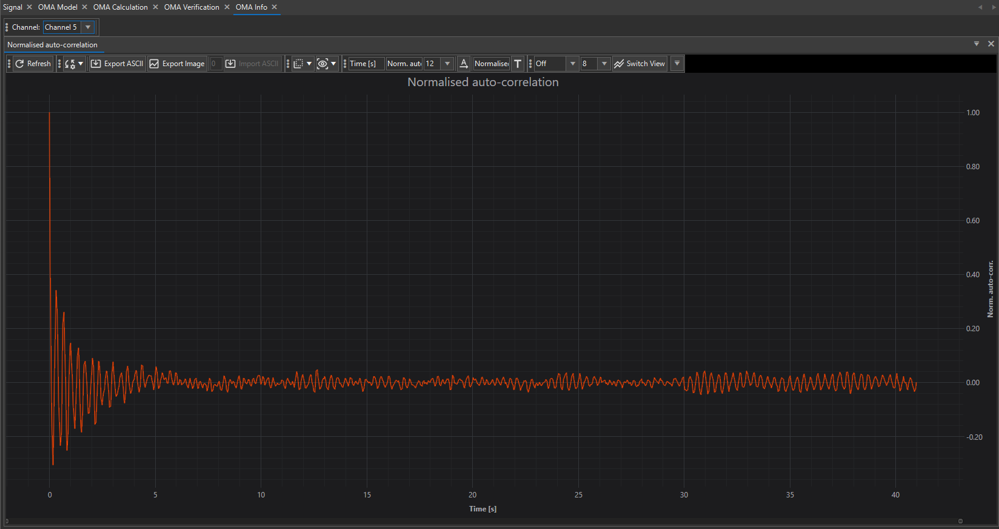 Signal OMA Model OMA Calculation OMA Verification OMA Info
Channel: Channel 5
Normalised auto-correlation
Refresh Export ASCII Export Image 0 Import ASCII Time [s] Norm. aut 12 A Normalise T Off 8 Switch View
Normalised auto-correlation
1.00
0.80
0.60
0.40
0.20
0.00
-0.20
Norm. auto-corr.
0 5 10 15 20 25 30 35 40
Time [s]